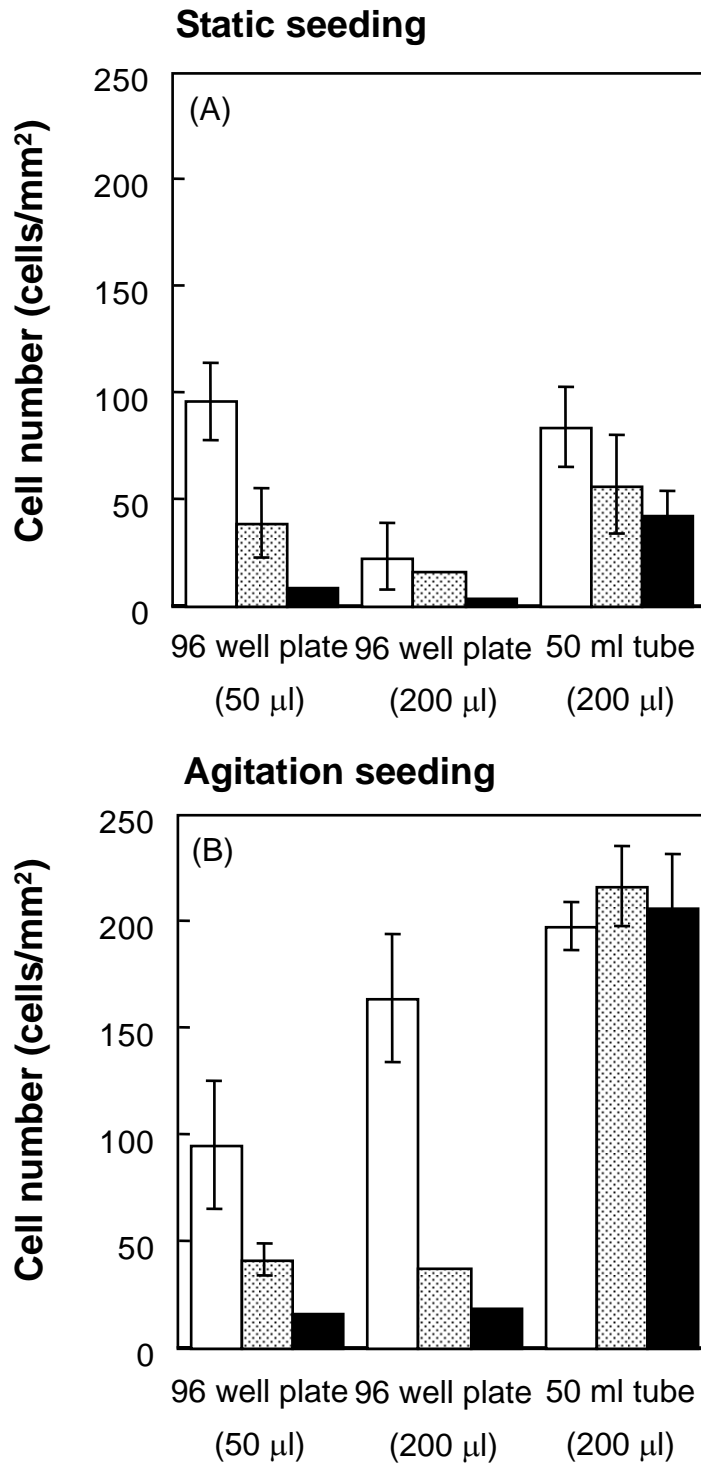 Static seeding
(A)
Cell number (cells/mm²)
250
200
150
100
50
0
96 well plate 96 well plate 50 ml tube
(50 μl) (200 μl) (200 μl)
Agitation seeding
(B)
Cell number (cells/mm²)
250
200
150
100
50
0
96 well plate 96 well plate 50 ml tube
(50 μl) (200 μl) (200 μl)